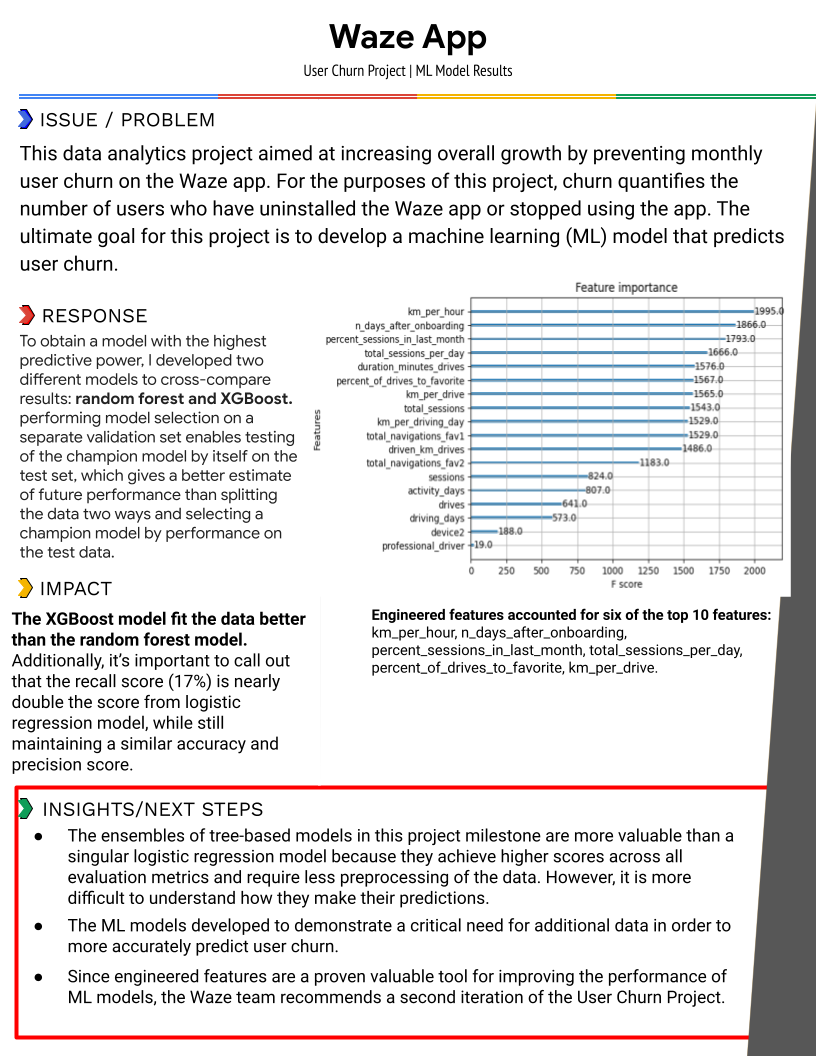 Waze App
User Churn Project | ML Model Results
ISSUE / PROBLEM
This data analytics project aimed at increasing overall growth by preventing monthly
user churn on the Waze app. For the purposes of this project, churn quantifies the
number of users who have uninstalled the Waze app or stopped using the app. The
ultimate goal for this project is to develop a machine learning (ML) model that predicts
user churn.
RESPONSE
To obtain a model with the highest
predictive power, I developed two
different models to cross-compare
results: random forest and XGBoost.
performing model selection on a
separate validation set enables testing
of the champion model by itself on the
test set, which gives a better estimate
of future performance than splitting
the data two ways and selecting a
champion model by performance on
the test data.
Feature importance
Features
km_per_hour 1995.0
n_days_after_onboarding 1866.0
percent_sessions_in_last_month 1793.0
total_sessions_per_day 1666.0
duration_minutes_drives 1576.0
percent_of_drives_to_favorite 1567.0
km_per_drive 1565.0
total_sessions 1543.0
km_per_driving_day 1529.0
total_navigations_fav1 1529.0
driven_km_drives 1486.0
total_navigations_fav2 1183.0
sessions 824.0
activity_days 807.0
drives 641.0
driving_days 573.0
device2 188.0
professional_driver 19.0
0 250 500 750 1000 1250 1500 1750 2000
F score
IMPACT
The XGBoost model fit the data better
than the random forest model.
Additionally, it's important to call out
that the recall score (17%) is nearly
double the score from logistic
regression model, while still
maintaining a similar accuracy and
precision score.
Engineered features accounted for six of the top 10 features:
km_per_hour, n_days_after_onboarding,
percent_sessions_in_last_month, total_sessions_per_day,
percent_of_drives_to_favorite, km_per_drive.
INSIGHTS/NEXT STEPS
● The ensembles of tree-based models in this project milestone are more valuable than a
singular logistic regression model because they achieve higher scores across all
evaluation metrics and require less preprocessing of the data. However, it is more
difficult to understand how they make their predictions.
● The ML models developed to demonstrate a critical need for additional data in order to
more accurately predict user churn.
● Since engineered features are a proven valuable tool for improving the performance of
ML models, the Waze team recommends a second iteration of the User Churn Project.